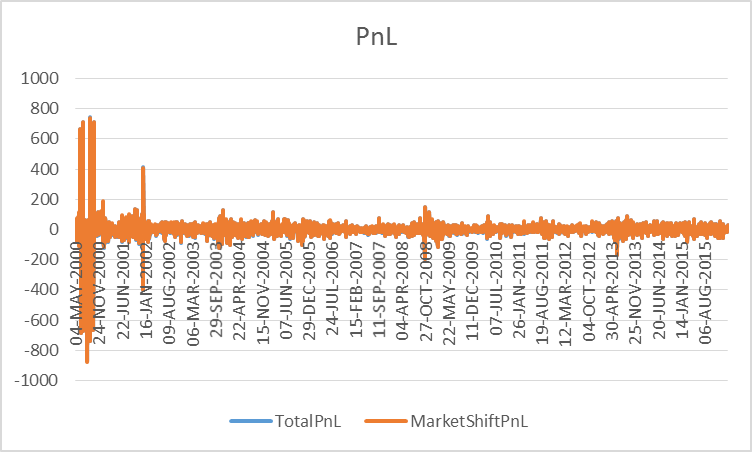 PnL
1000
800
600
400
200
0
-200
-400
-600
-800
-1000
04-MAY-2000
24-NOV-2000
22-JUN-2001
16-JAN-2002
09-AUG-2002
06-MAR-2003
29-SEP-2003
22-APR-2004
15-NOV-2004
07-JUN-2005
29-DEC-2005
24-JUL-2006
15-FEB-2007
11-SEP-2007
04-APR-2008
27-OCT-2008
22-MAY-2009
11-DEC-2009
07-JUL-2010
26-JAN-2011
19-AUG-2011
12-MAR-2012
04-OCT-2012
30-APR-2013
25-NOV-2013
20-JUN-2014
14-JAN-2015
06-AUG-2015
TotalPnL MarketShiftPnL